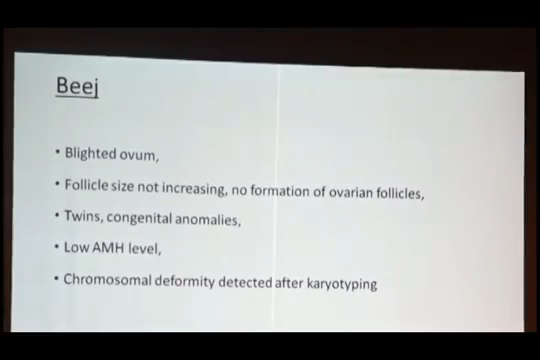 Beej
• Blighted ovum,
• Follicle size not increasing, no formation of ovarian follicles,
• Twins, congenital anomalies,
• Low AMH level,
• Chromosomal deformity detected after karyotyping